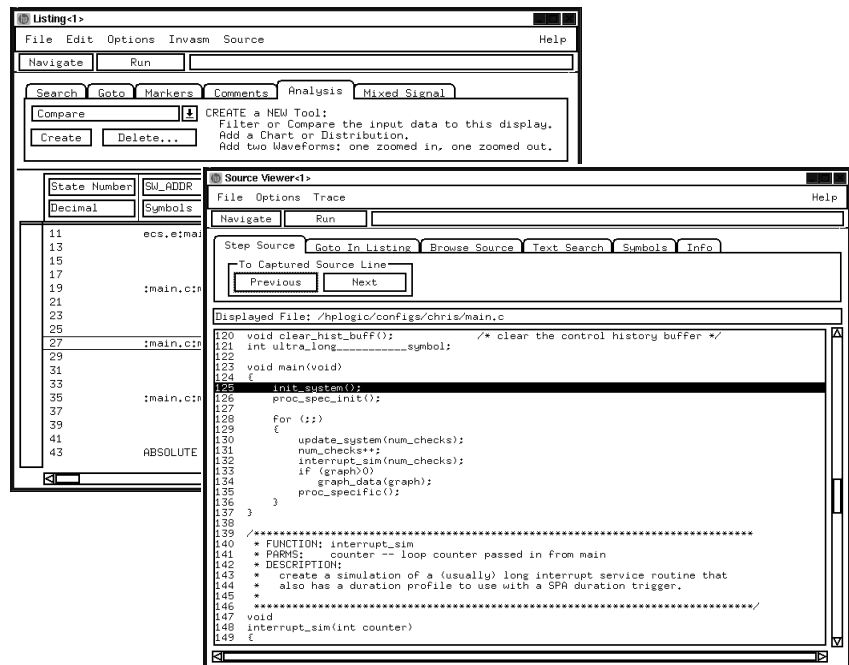 Listing<1>
File Edit Options Invasm Source Help
Navigate Run
Search Goto Markers Comments Analysis Mixed Signal
Compare
CREATE a NEW Tool:
Filter or Compare the input data to this display.
Create Delete... Add a Chart or Distribution.
Add two Waveforms: one zoomed in, one zoomed out.
State Number SW_ADDR
Decimal Symbols
11 ecs.e:mai
13
15
17
19 :main.c:m
21
23
25
27 :main.c:m
29
31
33
35 :main.c:m
37
39
41
43 ABSOLUTE
Source Viewer<1>
File Options Trace Help
Navigate Run
Step Source Goto In Listing Browse Source Text Search Symbols Info
To Captured Source Line
Previous Next
Displayed File: /hplogic/configs/chris/main.c
120 void clear_hist_buff(); /* clear the control history buffer */
121 int ultra_long___________symbol;
122
123 void main(void)
124 {
125 init_system();
126 proc_spec_init();
127
128 for (;;)
129 {
130 update_system(num_checks);
131 num_checks++;
132 interrupt_sim(num_checks);
133 if (graph>0)
134 graph_data(graph);
135 proc_specific();
136 }
137 }
138
139 /*****************************************************************************
140 * FUNCTION: interrupt_sim
141 * PARMS: counter -- loop counter passed in from main
142 * DESCRIPTION:
143 * create a simulation of a (usually) long interrupt service routine that
144 * also has a duration profile to use with a SPA duration trigger.
145 *
146 *****************************************************************************/
147 void
148 interrupt_sim(int counter)
149 {